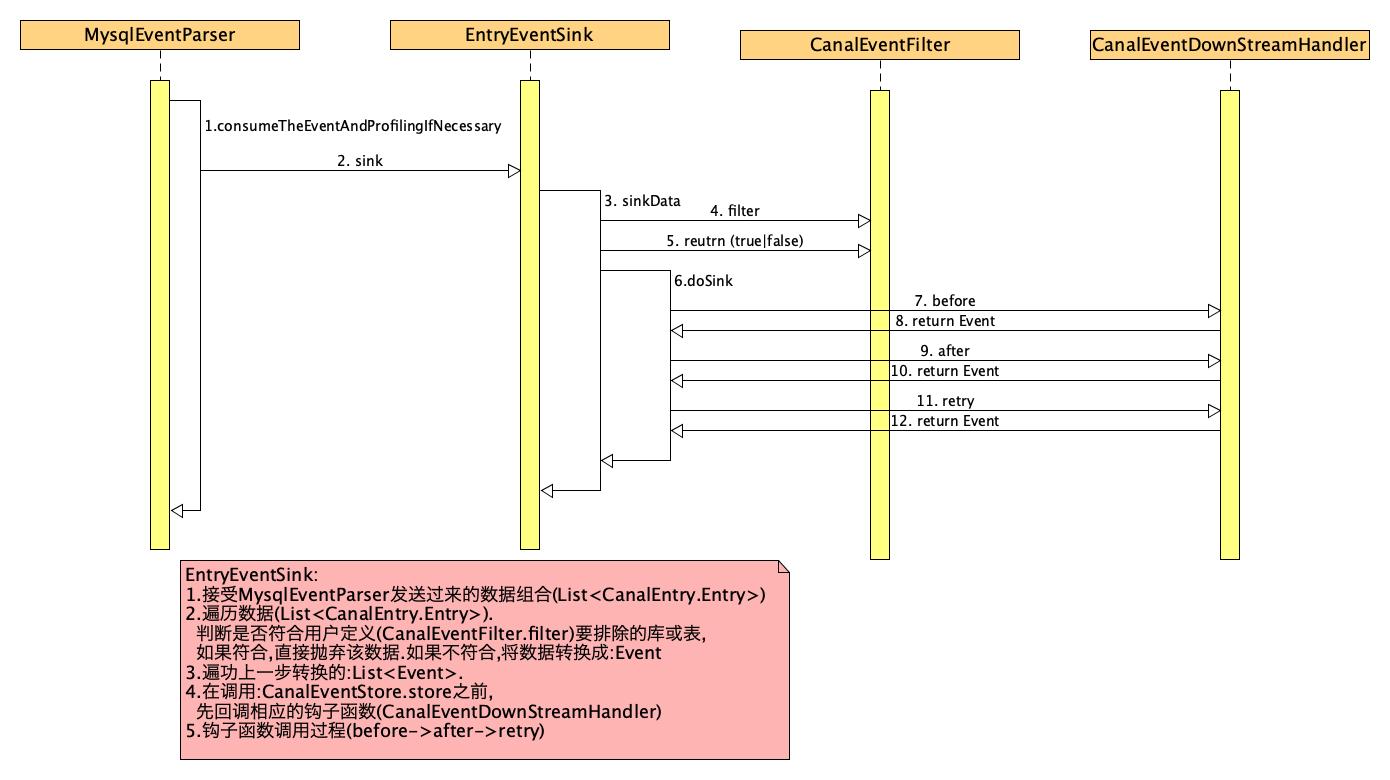 MysqlEventParser
EntryEventSink
CanalEventFilter
CanalEventDownStreamHandler
1.consumeTheEventAndProfilingIfNecessary
2. sink
3. sinkData
4. filter
5. reutrn (true|false)
6.doSink
7. before
8. return Event
9. after
10. return Event
11. retry
12. return Event
EntryEventSink:
1.接受MysqlEventParser发送过来的数据组合(List<CanalEntry.Entry>)
2.遍历数据(List<CanalEntry.Entry>).
判断是否符合用户定义(CanalEventFilter.filter)要排除的库或表,
如果符合,直接抛弃该数据.如果不符合,将数据转换成:Event
3.遍功上一步转换的:List<Event>.
4.在调用:CanalEventStore.store之前,
先回调相应的钩子函数(CanalEventDownStreamHandler)
5.钩子函数调用过程(before->after->retry)